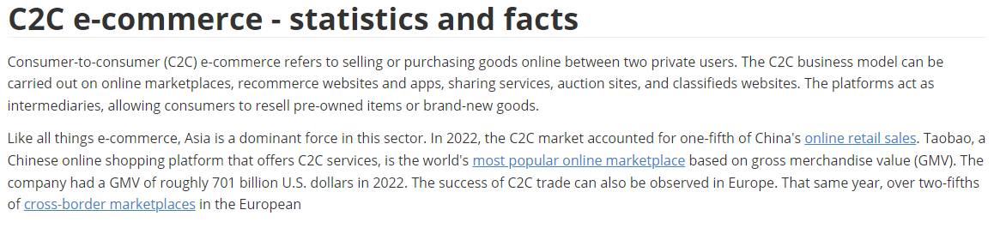 C2C e-commerce - statistics and facts
Consumer-to-consumer (C2C) e-commerce refers to selling or purchasing goods online between two private users. The C2C business model can be
carried out on online marketplaces, recommerce websites and apps, sharing services, auction sites, and classifieds websites. The platforms act as
intermediaries, allowing consumers to resell pre-owned items or brand-new goods.
Like all things e-commerce, Asia is a dominant force in this sector. In 2022, the C2C market accounted for one-fifth of China's online retail sales. Taobao, a
Chinese online shopping platform that offers C2C services, is the world's most popular online marketplace based on gross merchandise value (GMV). The
company had a GMV of roughly 701 billion U.S. dollars in 2022. The success of C2C trade can also be observed in Europe. That same year, over two-fifths
of cross-border marketplaces in the European